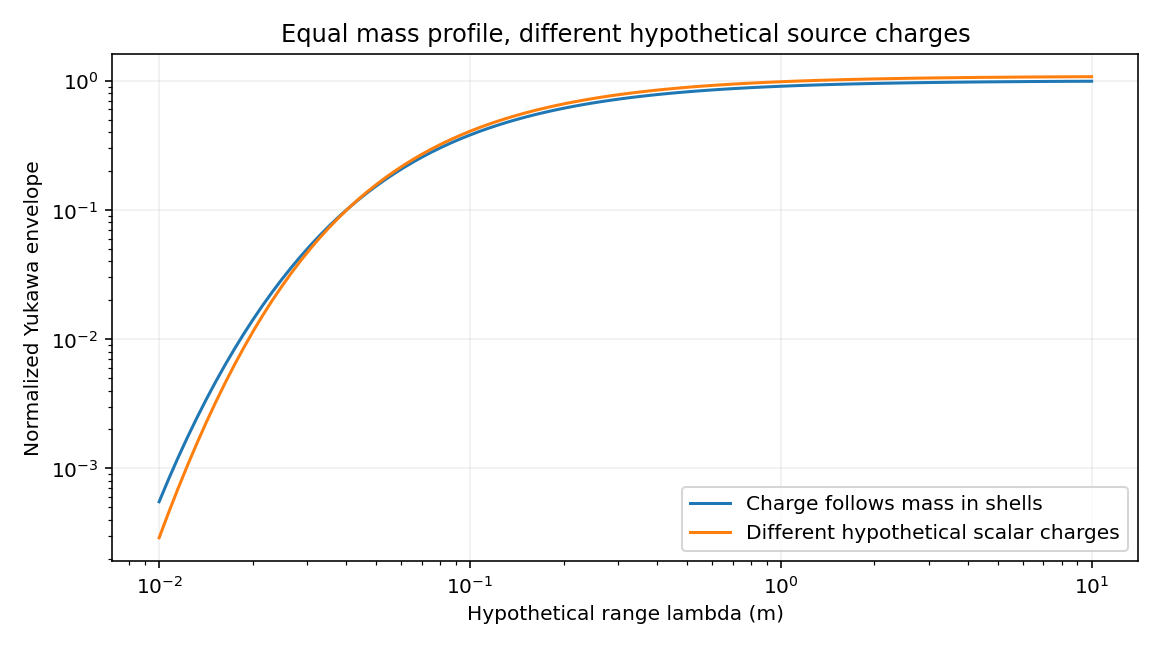 Equal mass profile, different hypothetical source charges
Normalized Yukawa envelope
10⁰
10⁻¹
10⁻²
10⁻³
Charge follows mass in shells
Different hypothetical scalar charges
10⁻²
10⁻¹
10⁰
10¹
Hypothetical range lambda (m)